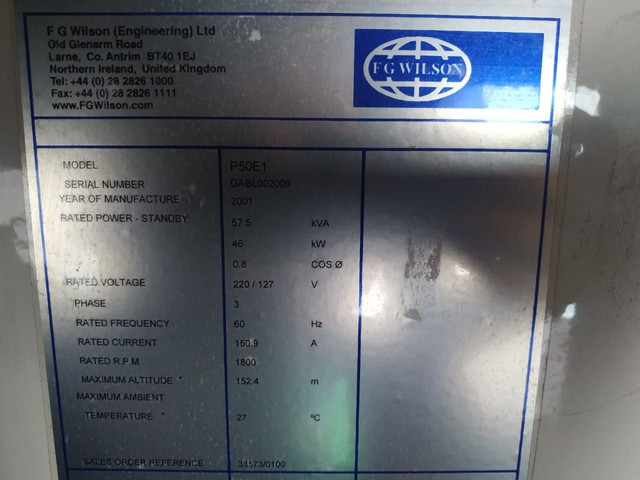 F G Wilson (Engineering) Ltd
Old Glenarm Road
Larne, Co. Antrim BT40 1EJ
Northern Ireland, United Kingdom
Tel: +44 (0) 28 2826 1000
Fax: +44 (0) 28 2826 1111
www.FGWilson.com
F G WILSON
MODEL P50E1
SERIAL NUMBER GABL002009
YEAR OF MANUFACTURE 2001
RATED POWER - STANDBY 57.5 kVA
46 kW
0.8 COS Ø
RATED VOLTAGE 220 / 127 V
PHASE 3
RATED FREQUENCY 60 Hz
RATED CURRENT 150.9 A
RATED R.P.M 1800
MAXIMUM ALTITUDE * 152.4 m
MAXIMUM AMBIENT
TEMPERATURE * 27 ºC
SALES ORDER REFERENCE 38573/0100